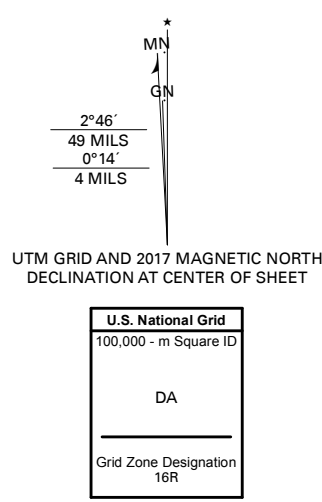 MN
GN
2°46´
49 MILS
0°14´
4 MILS
UTM GRID AND 2017 MAGNETIC NORTH
DECLINATION AT CENTER OF SHEET
U.S. National Grid
100,000 - m Square ID
DA
Grid Zone Designation
16R